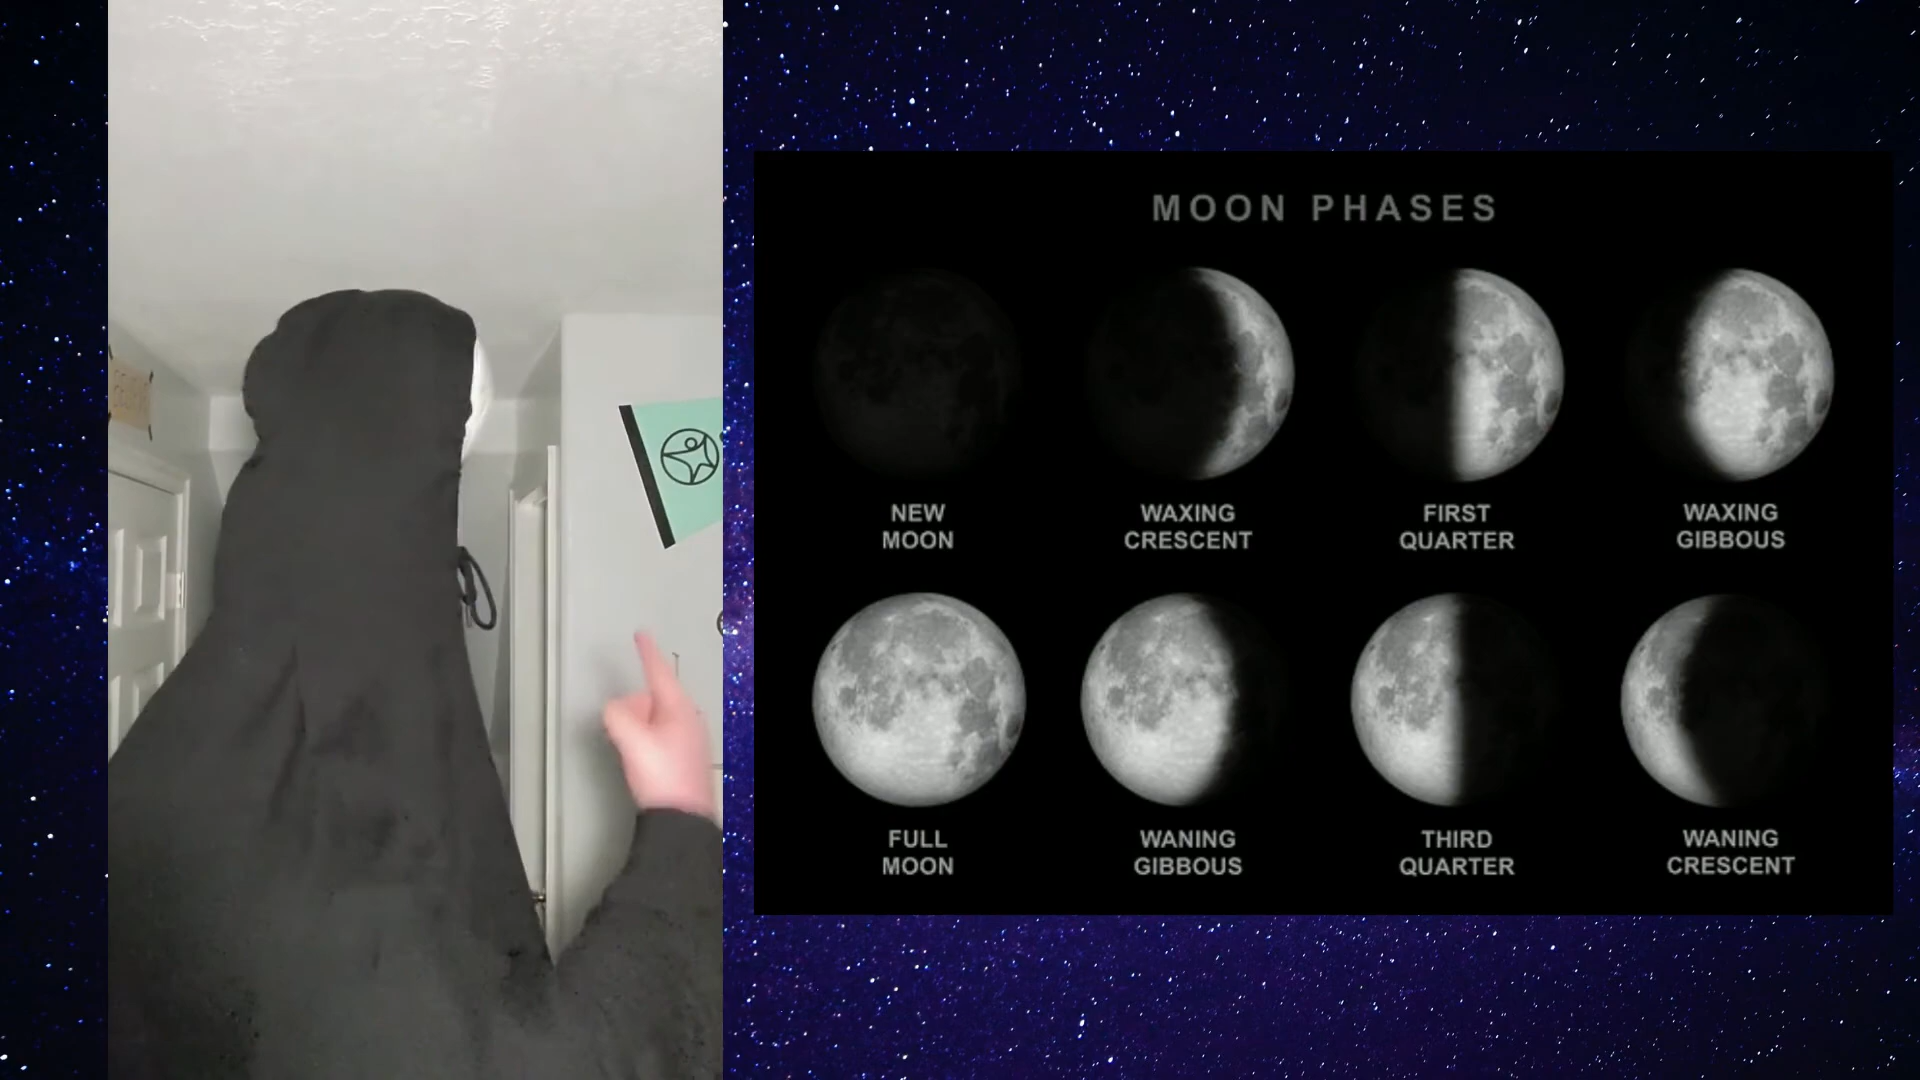 MOON PHASES
NEW
MOON
WAXING
CRESCENT
FIRST
QUARTER
WAXING
GIBBOUS
FULL
MOON
WANING
GIBBOUS
THIRD
QUARTER
WANING
CRESCENT